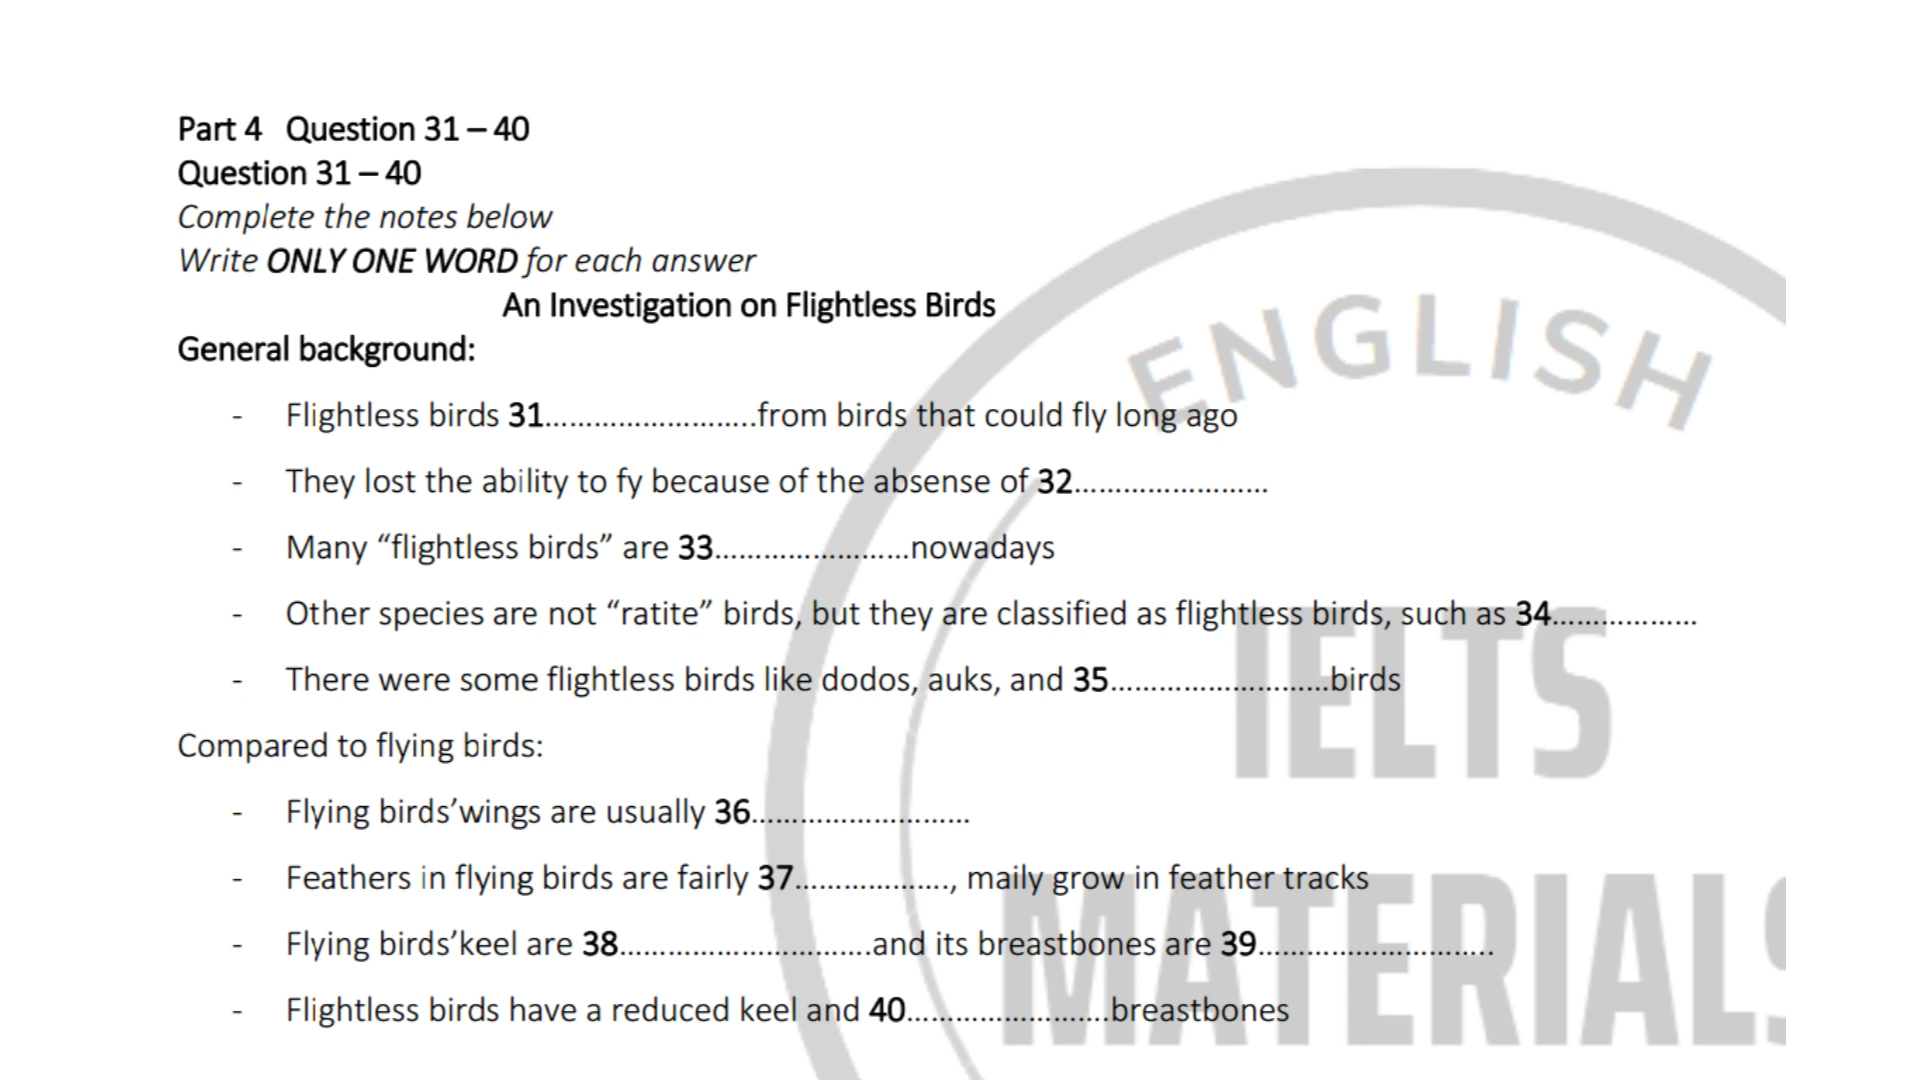 Part 4 Question 31 – 40
Question 31 – 40
Complete the notes below
Write ONLY ONE WORD for each answer
An Investigation on Flightless Birds
General background:
- Flightless birds 31..........................from birds that could fly long ago
- They lost the ability to fy because of the absense of 32........................
- Many “flightless birds” are 33........................nowadays
- Other species are not “ratite” birds, but they are classified as flightless birds, such as 34..................
- There were some flightless birds like dodos, auks, and 35...........................birds
Compared to flying birds:
- Flying birds’wings are usually 36...........................
- Feathers in flying birds are fairly 37..................., maily grow in feather tracks
- Flying birds’keel are 38...............................and its breastbones are 39.............................
- Flightless birds have a reduced keel and 40.........................breastbones
ENGLISH
IELTS
MATERIALS